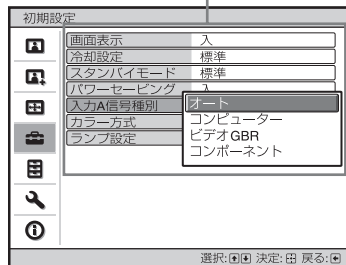 初期設定
画面表示 入
冷却設定 標準
スタンバイモード 標準
パワーセービング 入
入力A信号種別 オート
カラー方式 コンピューター
ランプ設定 ビデオGBR
コンポーネント
選択: 決定: 戻る: